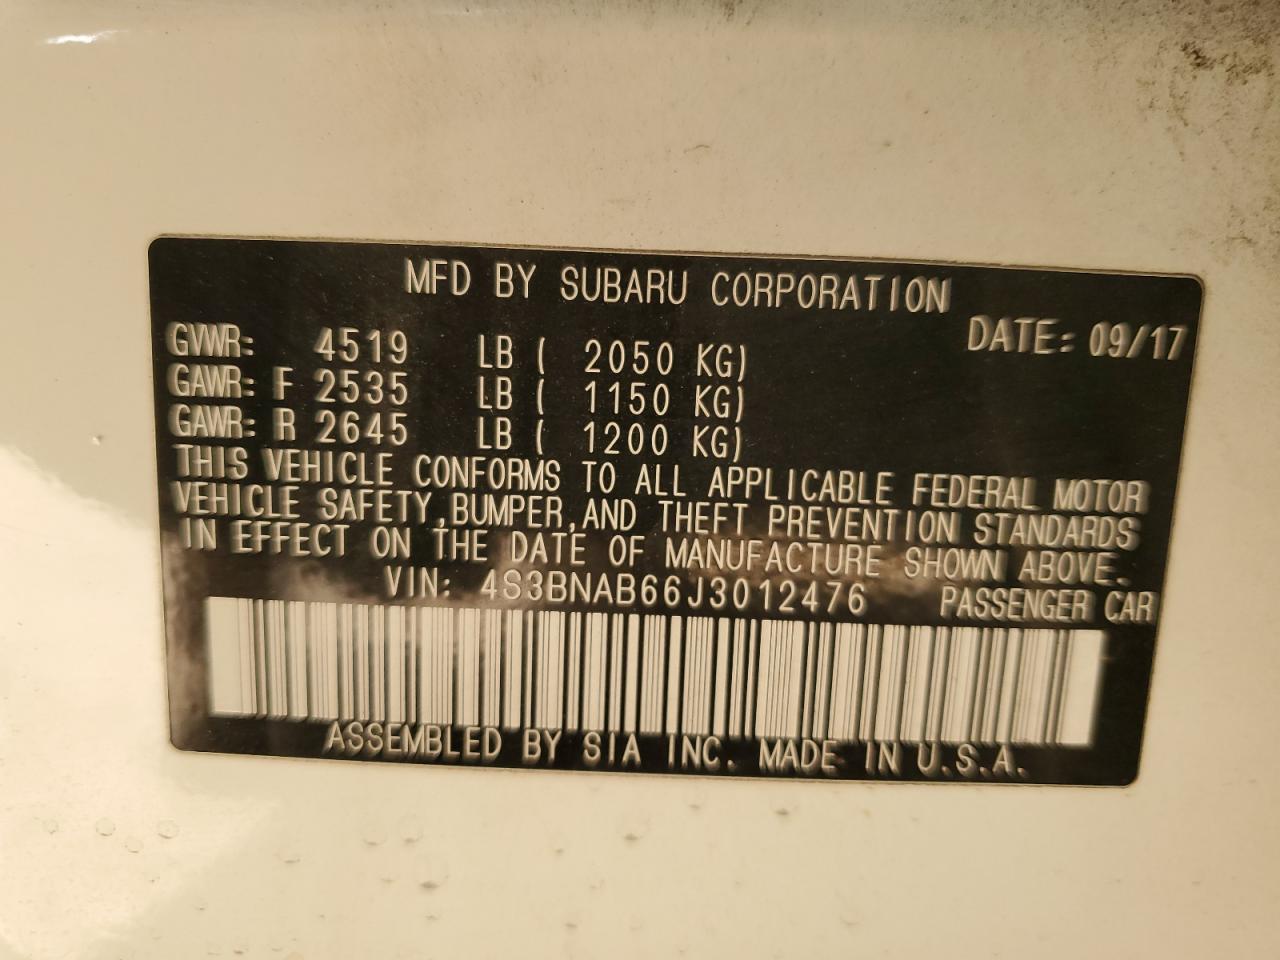 MFD BY SUBARU CORPORATION
DATE: 09/17
GVWR: 4519 LB ( 2050 KG)
GAWR: F 2535 LB ( 1150 KG)
GAWR: R 2645 LB ( 1200 KG)
THIS VEHICLE CONFORMS TO ALL APPLICABLE FEDERAL MOTOR
VEHICLE SAFETY,BUMPER,AND THEFT PREVENTION STANDARDS
IN EFFECT ON THE DATE OF MANUFACTURE SHOWN ABOVE.
VIN: 4S3BNAB66J3012476 PASSENGER CAR
ASSEMBLED BY SIA INC. MADE IN U.S.A.